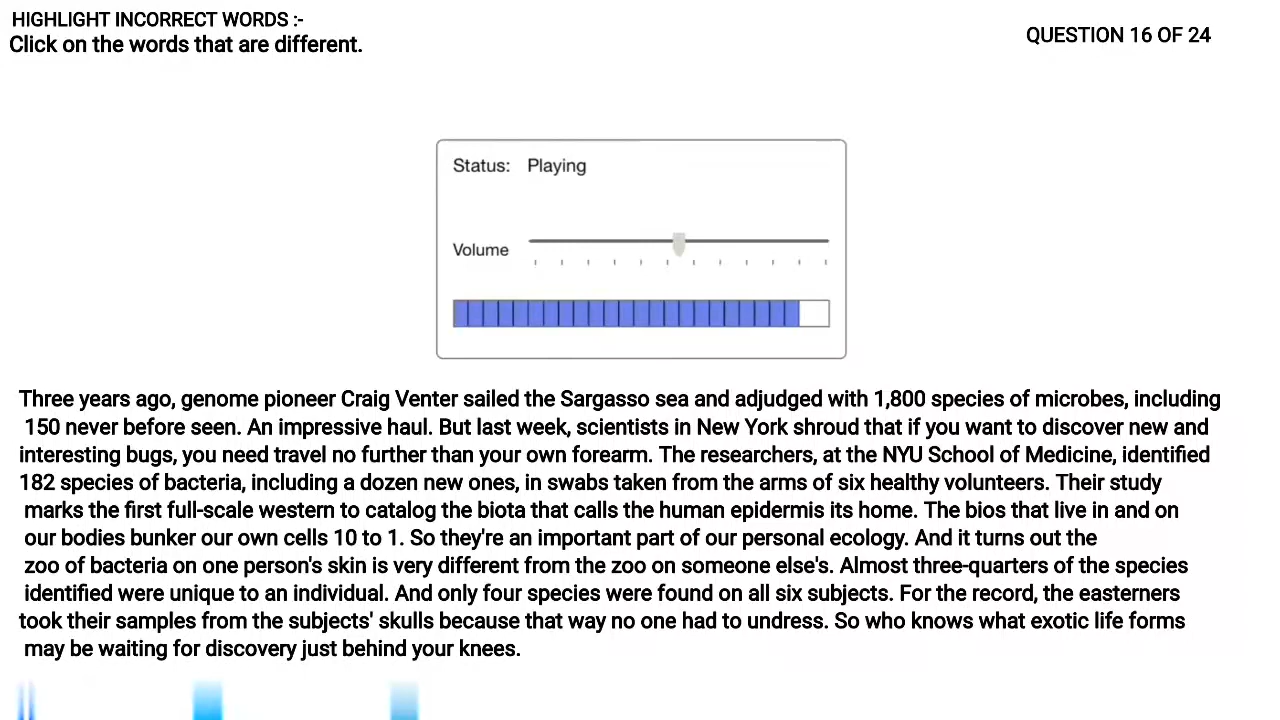 HIGHLIGHT INCORRECT WORDS :-
Click on the words that are different.
QUESTION 16 OF 24
Status: Playing
Volume
Three years ago, genome pioneer Craig Venter sailed the Sargasso sea and adjudged with 1,800 species of microbes, including
150 never before seen. An impressive haul. But last week, scientists in New York shroud that if you want to discover new and
interesting bugs, you need travel no further than your own forearm. The researchers, at the NYU School of Medicine, identified
182 species of bacteria, including a dozen new ones, in swabs taken from the arms of six healthy volunteers. Their study
marks the first full-scale western to catalog the biota that calls the human epidermis its home. The bios that live in and on
our bodies bunker our own cells 10 to 1. So they're an important part of our personal ecology. And it turns out the
zoo of bacteria on one person's skin is very different from the zoo on someone else's. Almost three-quarters of the species
identified were unique to an individual. And only four species were found on all six subjects. For the record, the easterners
took their samples from the subjects' skulls because that way no one had to undress. So who knows what exotic life forms
may be waiting for discovery just behind your knees.